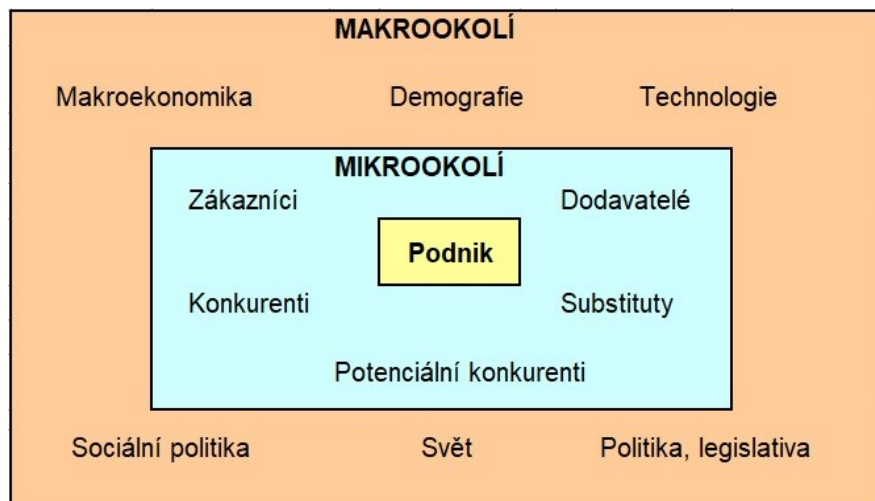 MAKROOKOLÍ
Makroekonomika Demografie Technologie
MIKROOKOLÍ
Zákazníci Dodavatelé
Podnik
Konkurenti Substituty
Potenciální konkurenti
Sociální politika Svět Politika, legislativa